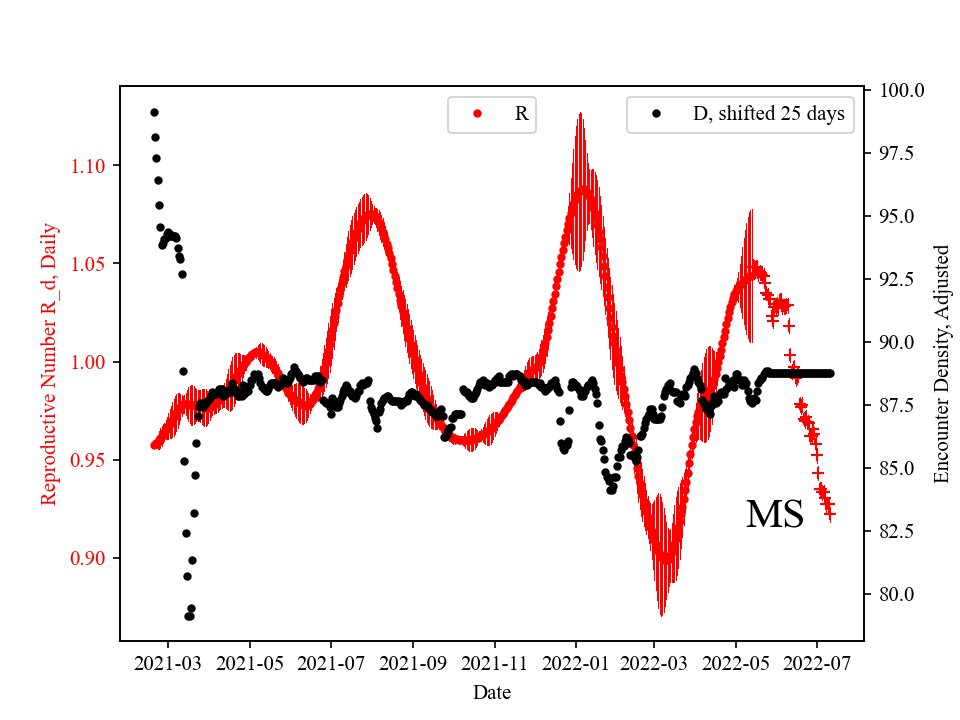 R
D, shifted 25 days
Reproductive Number R_d, Daily
1.10
1.05
1.00
0.95
0.90
100.0
97.5
95.0
92.5
90.0
87.5
85.0
82.5
80.0
Encounter Density, Adjusted
MS
2021-03 2021-05 2021-07 2021-09 2021-11 2022-01 2022-03 2022-05 2022-07
Date